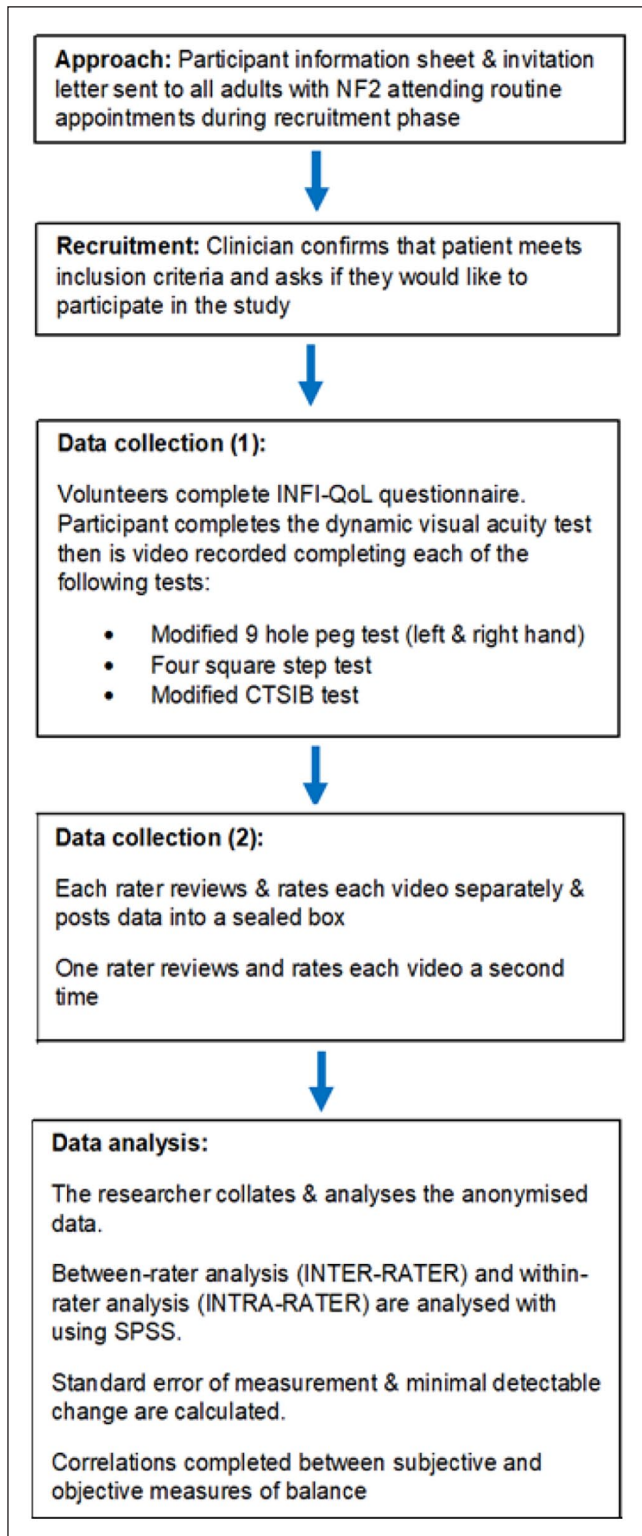 Approach: Participant information sheet & invitation
letter sent to all adults with NF2 attending routine
appointments during recruitment phase
Recruitment: Clinician confirms that patient meets
inclusion criteria and asks if they would like to
participate in the study
Data collection (1):
Volunteers complete INFI-QoL questionnaire.
Participant completes the dynamic visual acuity test
then is video recorded completing each of the
following tests:
• Modified 9 hole peg test (left & right hand)
• Four square step test
• Modified CTSIB test
Data collection (2):
Each rater reviews & rates each video separately &
posts data into a sealed box
One rater reviews and rates each video a second
time
Data analysis:
The researcher collates & analyses the anonymised
data.
Between-rater analysis (INTER-RATER) and within-
rater analysis (INTRA-RATER) are analysed with
using SPSS.
Standard error of measurement & minimal detectable
change are calculated.
Correlations completed between subjective and
objective measures of balance